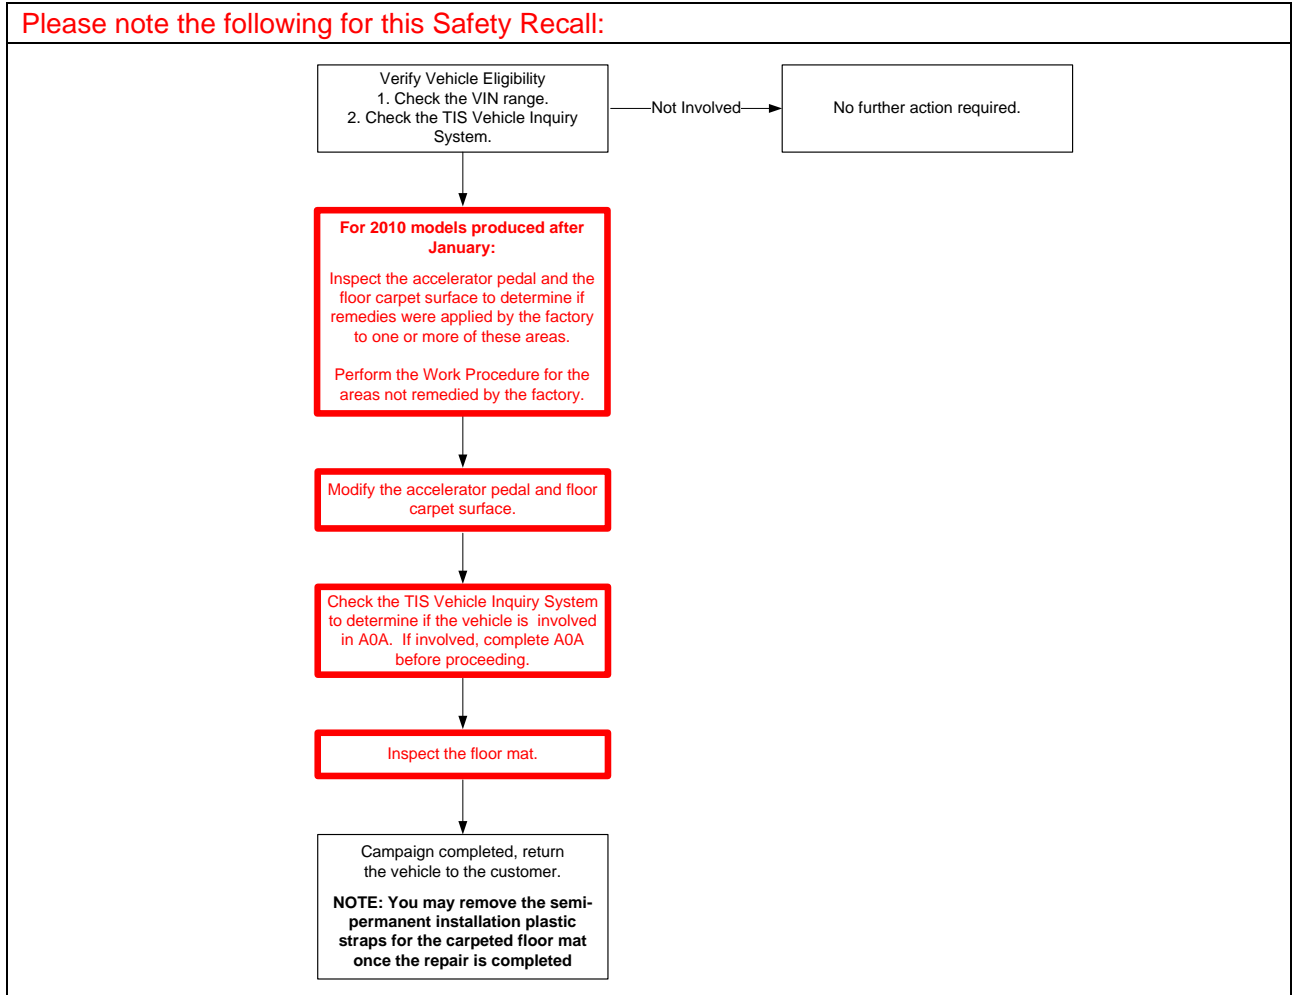 Please note the following for this Safety Recall:
Verify Vehicle Eligibility
1. Check the VIN range.
2. Check the TIS Vehicle Inquiry
System.
Not Involved
No further action required.
For 2010 models produced after
January:
Inspect the accelerator pedal and the
floor carpet surface to determine if
remedies were applied by the factory
to one or more of these areas.
Perform the Work Procedure for the
areas not remedied by the factory.
Modify the accelerator pedal and floor
carpet surface.
Check the TIS Vehicle Inquiry System
to determine if the vehicle is  involved
in A0A.  If involved, complete A0A
before proceeding.
Inspect the floor mat.
Campaign completed, return
the vehicle to the customer.
NOTE: You may remove the semi-
permanent installation plastic
straps for the carpeted floor mat
once the repair is completed